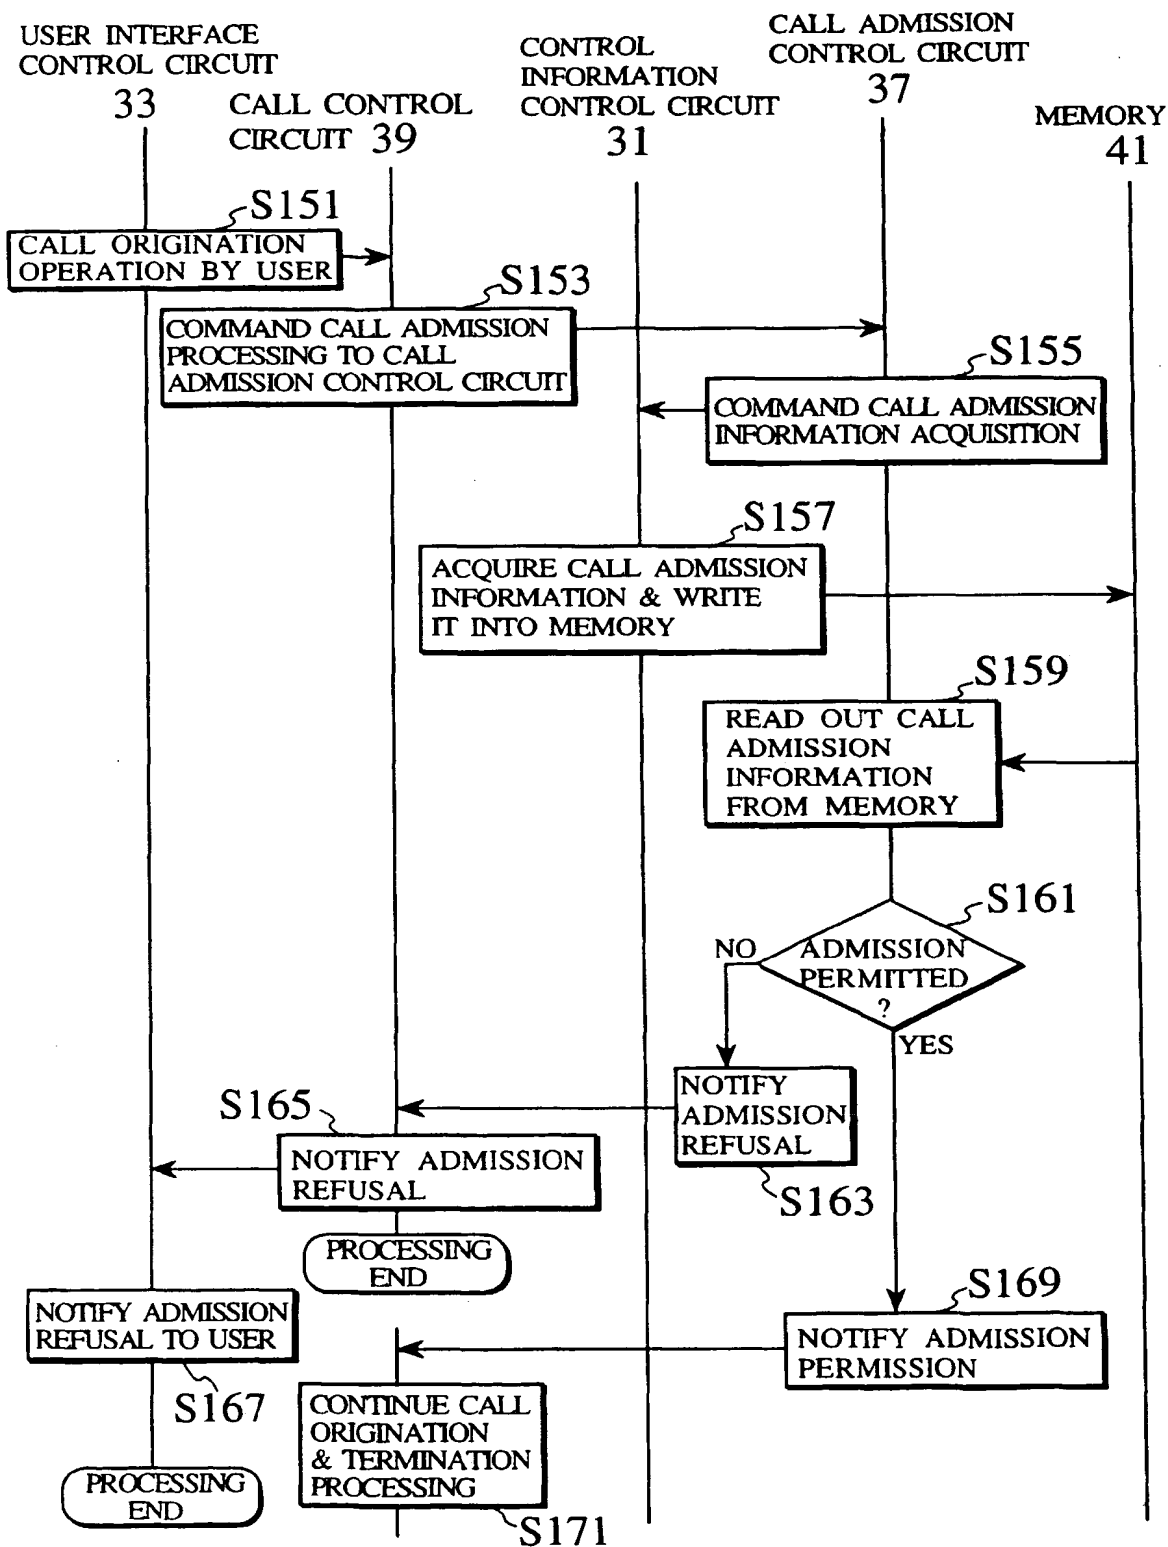 USER INTERFACE
CONTROL CIRCUIT
33
CALL CONTROL
CIRCUIT 39
CONTROL
INFORMATION
CONTROL CIRCUIT
31
CALL ADMISSION
CONTROL CIRCUIT
37
MEMORY
41
S151
CALL ORIGINATION
OPERATION BY USER
S153
COMMAND CALL ADMISSION
PROCESSING TO CALL
ADMISSION CONTROL CIRCUIT
S155
COMMAND CALL ADMISSION
INFORMATION ACQUISITION
S157
ACQUIRE CALL ADMISSION
INFORMATION & WRITE
IT INTO MEMORY
S159
READ OUT CALL
ADMISSION
INFORMATION
FROM MEMORY
S161
ADMISSION
PERMITTED
?
NO
YES
NOTIFY
ADMISSION
REFUSAL
S163
S165
NOTIFY ADMISSION
REFUSAL
PROCESSING
END
NOTIFY ADMISSION
REFUSAL TO USER
S167
PROCESSING
END
S169
NOTIFY ADMISSION
PERMISSION
CONTINUE CALL
ORIGINATION
& TERMINATION
PROCESSING
S171